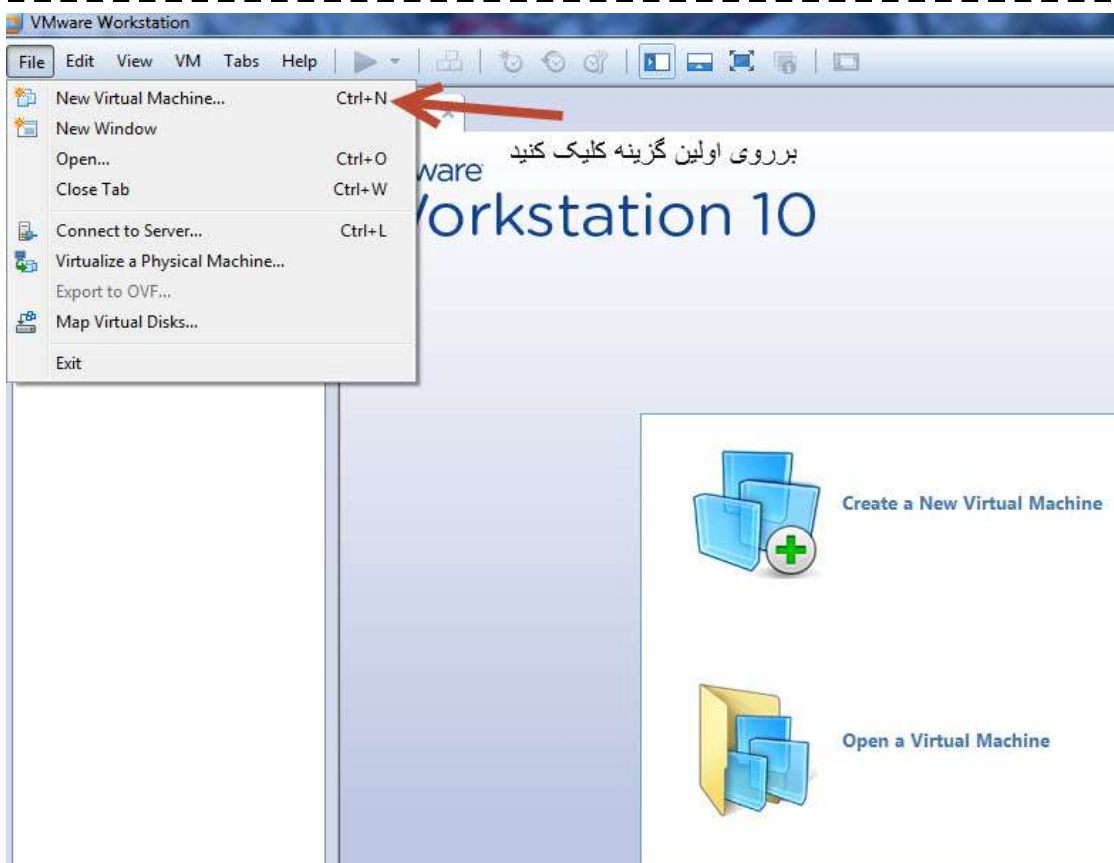 VMware Workstation
File Edit View VM Tabs Help
New Virtual Machine... Ctrl+N
New Window
Open... Ctrl+O
Close Tab Ctrl+W
Connect to Server... Ctrl+L
Virtualize a Physical Machine...
Export to OVF...
Map Virtual Disks...
Exit
برروی اولین گزینه کلیک کنید
ware
orkstation 10
Create a New Virtual Machine
Open a Virtual Machine